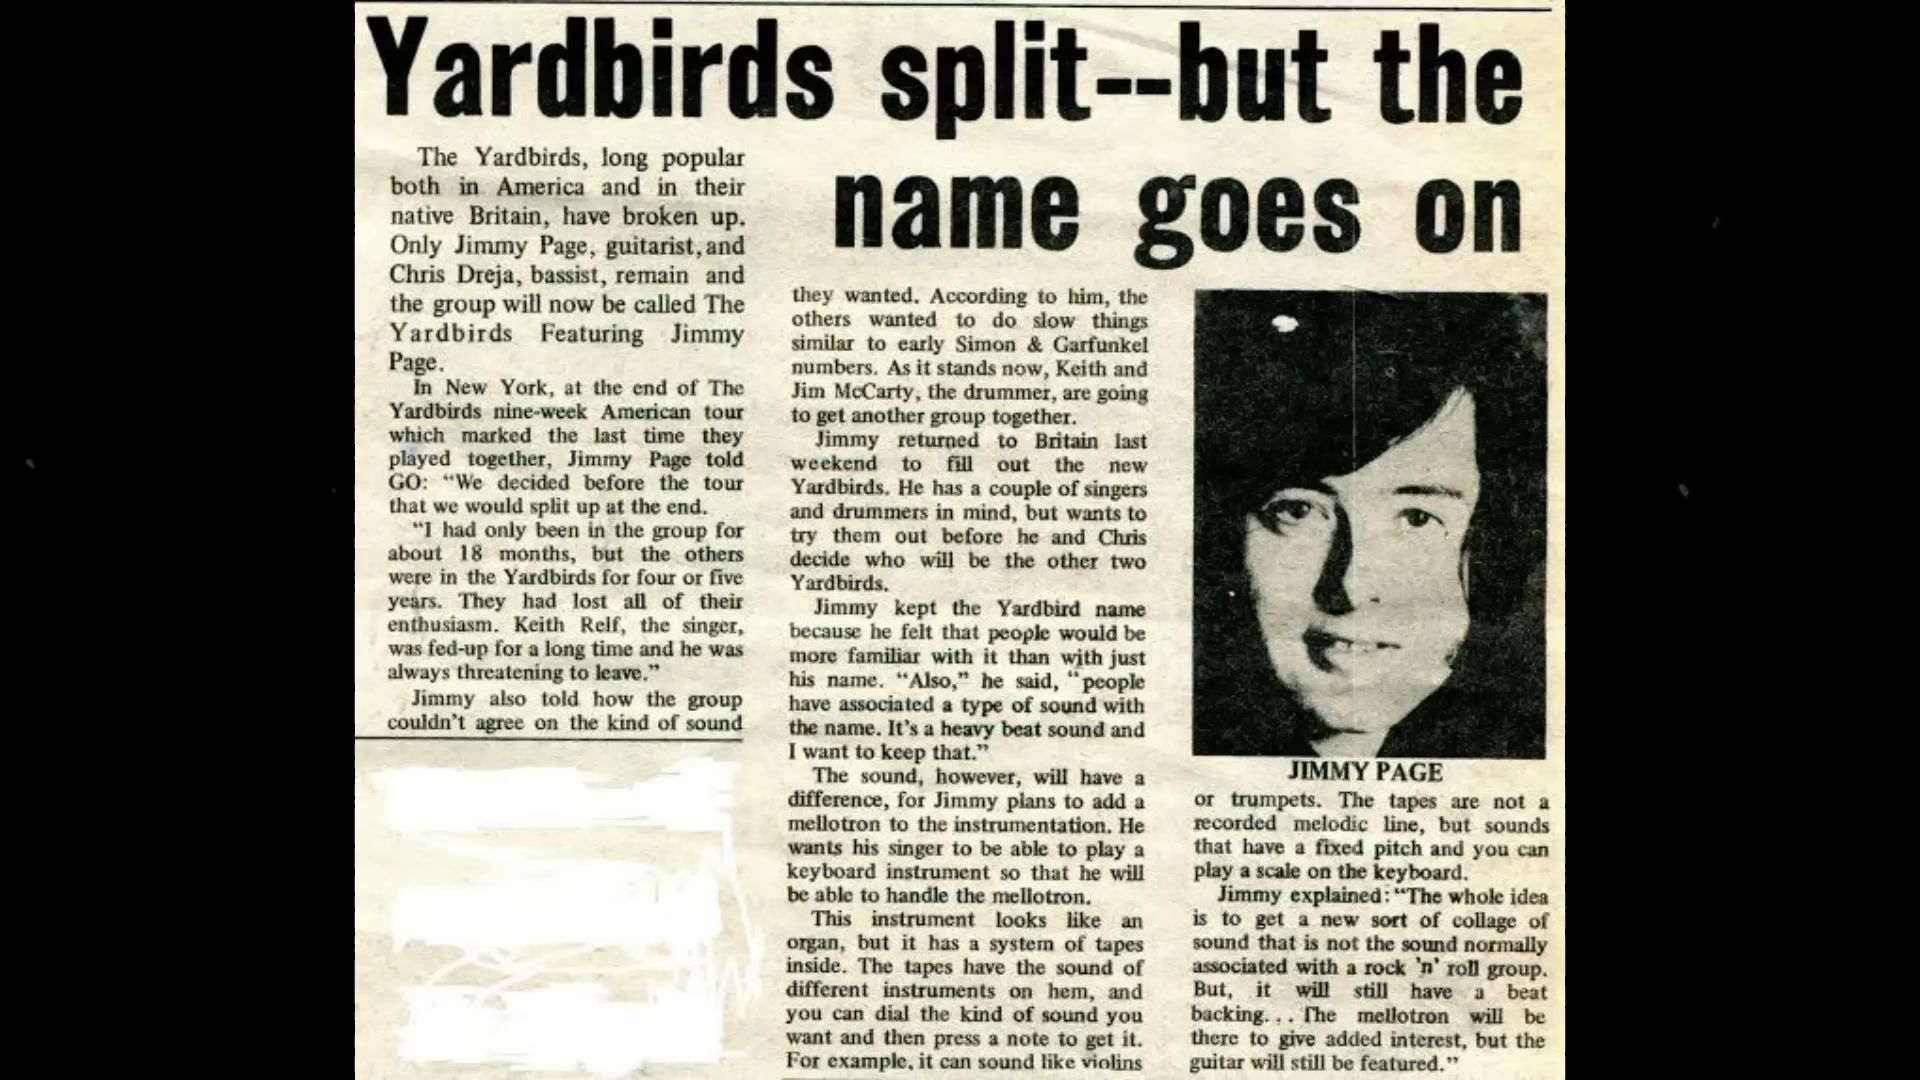 Yardbirds split--but the
name goes on
The Yardbirds, long popular
both in America and in their
native Britain, have broken up.
Only Jimmy Page, guitarist, and
Chris Dreja, bassist, remain and
the group will now be called The
Yardbirds Featuring Jimmy
Page.
In New York, at the end of The
Yardbirds nine-week American tour
which marked the last time they
played together, Jimmy Page told
GO: "We decided before the tour
that we would split up at the end.
"I had only been in the group for
about 18 months, but the others
were in the Yardbirds for four or five
years. They had lost all of their
enthusiasm. Keith Relf, the singer,
was fed-up for a long time and he was
always threatening to leave."
Jimmy also told how the group
couldn't agree on the kind of sound
they wanted. According to him, the
others wanted to do slow things
similar to early Simon & Garfunkel
numbers. As it stands now, Keith and
Jim McCarty, the drummer, are going
to get another group together.
Jimmy returned to Britain last
weekend to fill out the new
Yardbirds. He has a couple of singers
and drummers in mind, but wants to
try them out before he and Chris
decide who will be the other two
Yardbirds.
Jimmy kept the Yardbird name
because he felt that people would be
more familiar with it than with just
his name. "Also," he said, "people
have associated a type of sound with
the name. It's a heavy beat sound and
I want to keep that."
The sound, however, will have a
difference, for Jimmy plans to add a
mellotron to the instrumentation. He
wants his singer to be able to play a
keyboard instrument so that he will
be able to handle the mellotron.
This instrument looks like an
organ, but it has a system of tapes
inside. The tapes have the sound of
different instruments on hem, and
you can dial the kind of sound you
want and then press a note to get it.
For example, it can sound like violins
JIMMY PAGE
or trumpets. The tapes are not a
recorded melodic line, but sounds
that have a fixed pitch and you can
play a scale on the keyboard.
Jimmy explained: "The whole idea
is to get a new sort of collage of
sound that is not the sound normally
associated with a rock 'n' roll group.
But, it will still have a beat
backing... The mellotron will be
there to give added interest, but the
guitar will still be featured."